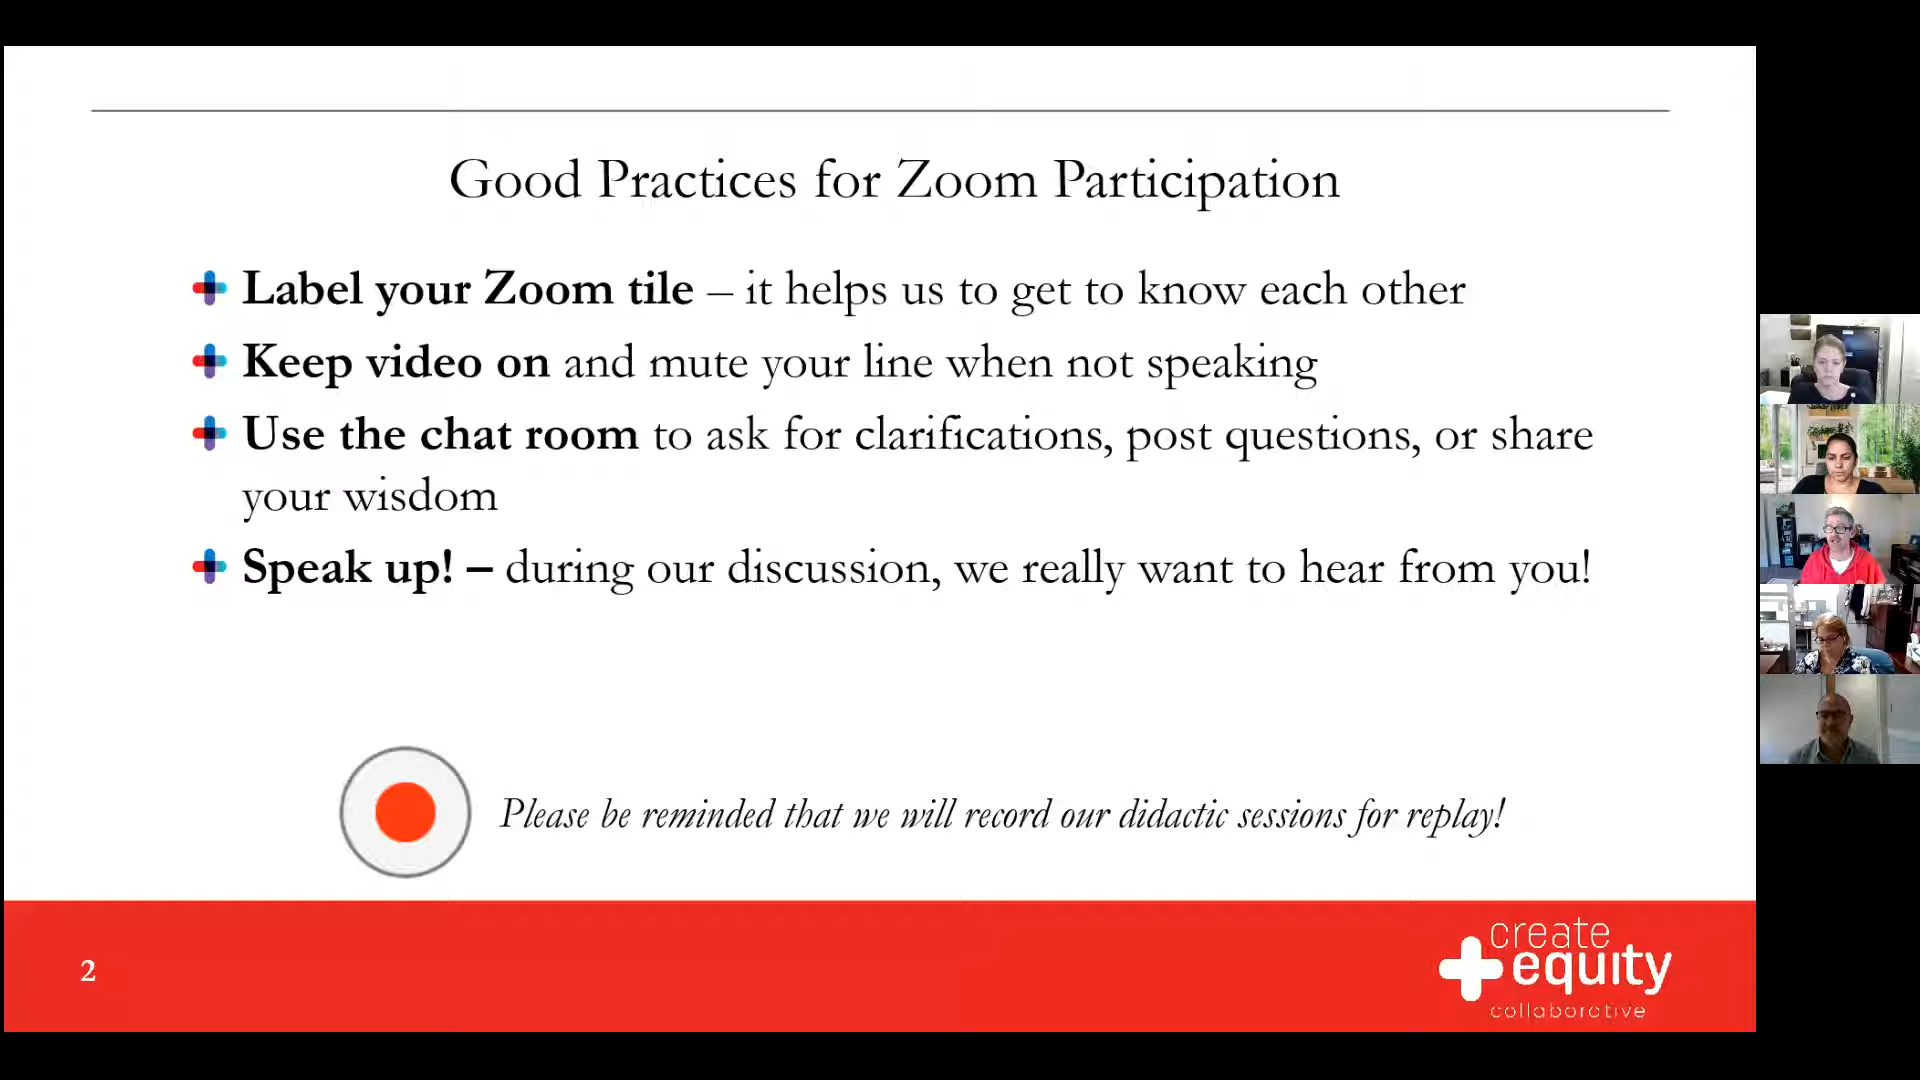 Good Practices for Zoom Participation
Label your Zoom tile – it helps us to get to know each other
Keep video on and mute your line when not speaking
Use the chat room to ask for clarifications, post questions, or share
your wisdom
Speak up! – during our discussion, we really want to hear from you!
Please be reminded that we will record our didactic sessions for replay!
2
create
equity
collaborative